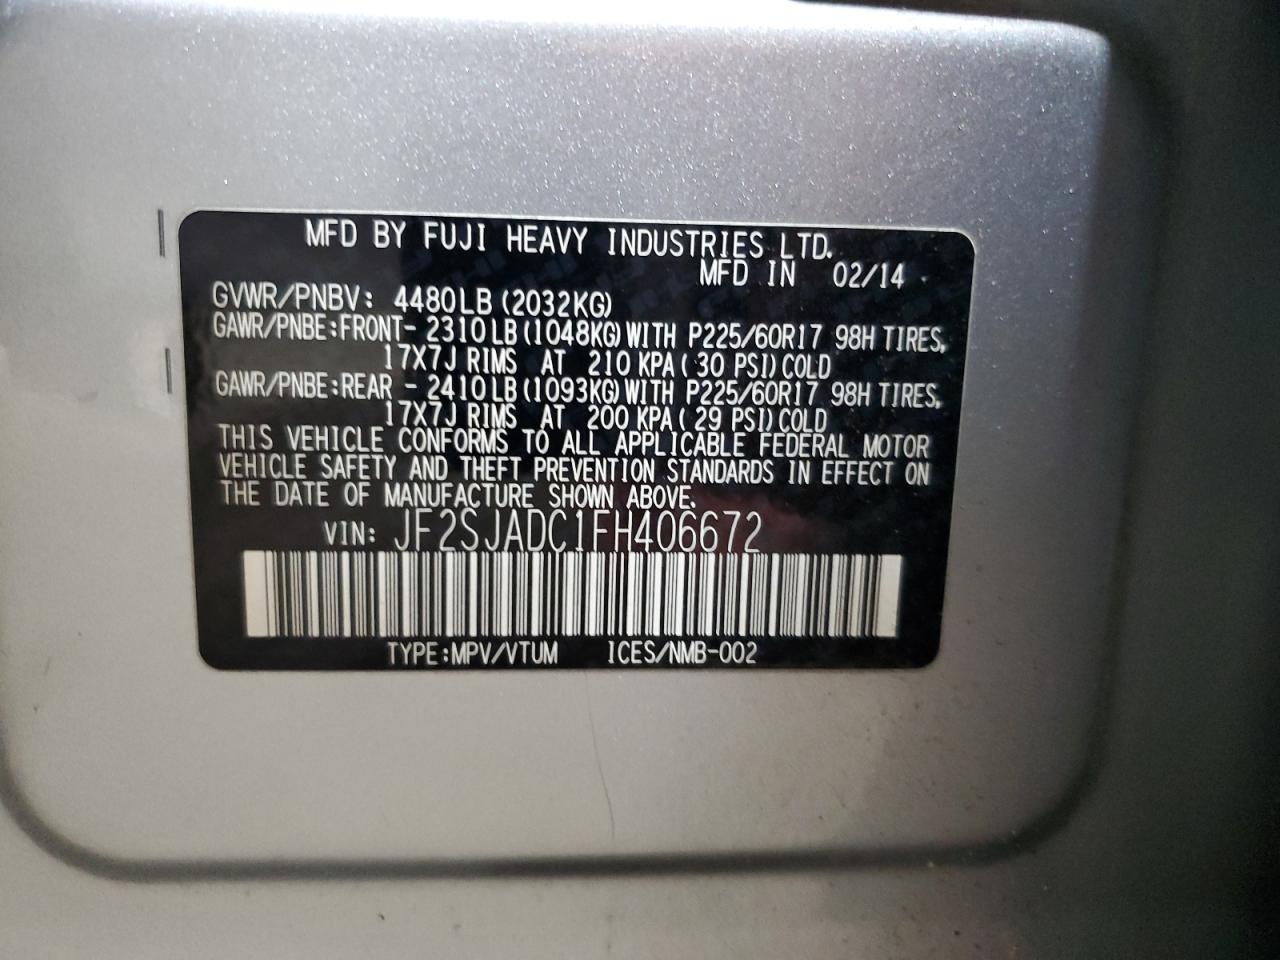 MFD BY FUJI HEAVY INDUSTRIES LTD.
MFD IN 02/14
GVWR/PNBV: 4480LB (2032KG)
GAWR/PNBE:FRONT- 2310LB (1048KG) WITH P225/60R17 98H TIRES,
17X7J RIMS AT 210 KPA (30 PSI) COLD
GAWR/PNBE:REAR - 2410LB (1093KG) WITH P225/60R17 98H TIRES,
17X7J RIMS AT 200 KPA (29 PSI) COLD
THIS VEHICLE CONFORMS TO ALL APPLICABLE FEDERAL MOTOR
VEHICLE SAFETY AND THEFT PREVENTION STANDARDS IN EFFECT ON
THE DATE OF MANUFACTURE SHOWN ABOVE.
VIN: JF2SJADC1FH406672
TYPE:MPV/VTUM ICES/NMB-002